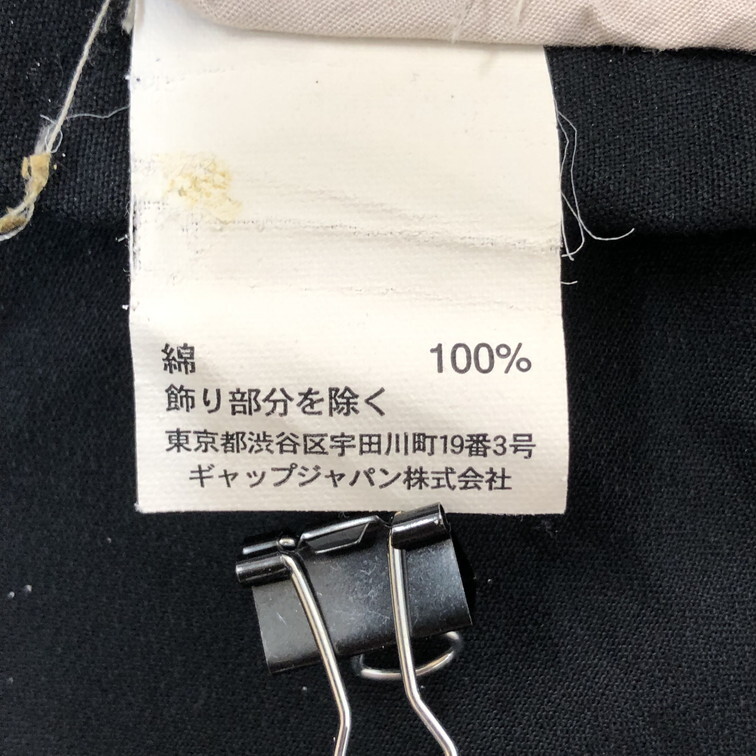 綿 100%
飾り部分を除く
東京都渋谷区宇田川町19番3号
ギャップジャパン株式会社